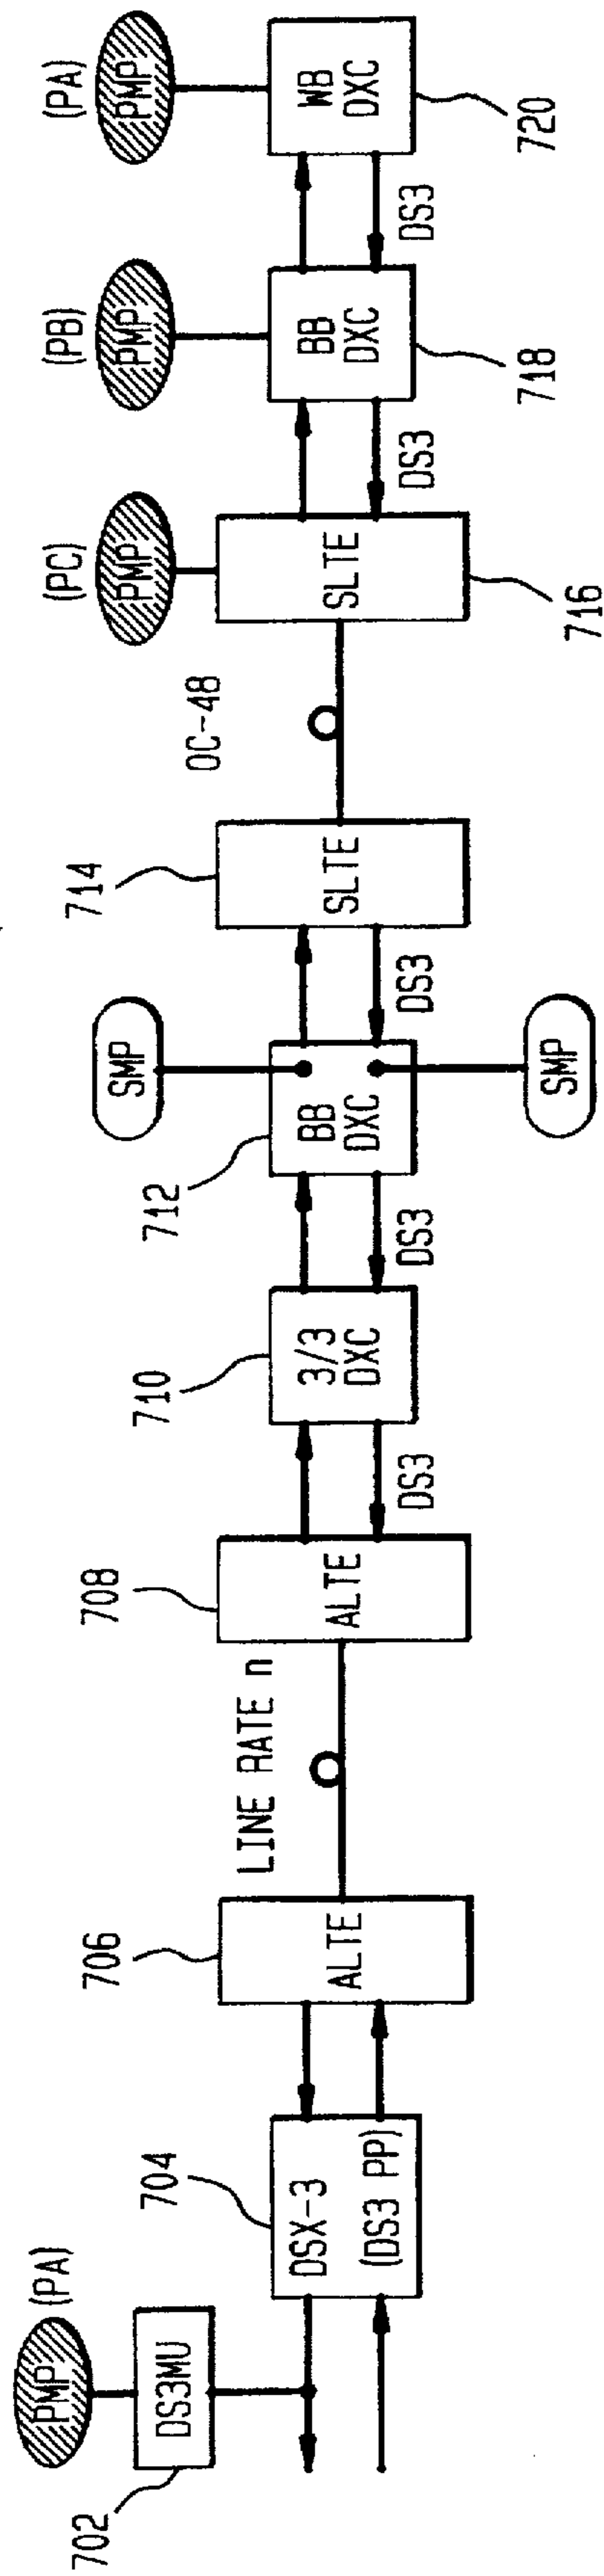 PMP (PA)
702
DS3MU
704
DSX-3
(DS3 PP)
706
ALTE
LINE RATE n
708
ALTE
DS3
710
3/3
DXC
DS3
712
SMP
BB
DXC
SMP
DS3
714
SLTE
OC-48
(PC)
PMP
SLTE
716
DS3
(PB)
PMP
BB
DXC
718
DS3
(PA)
PMP
WB
DXC
720